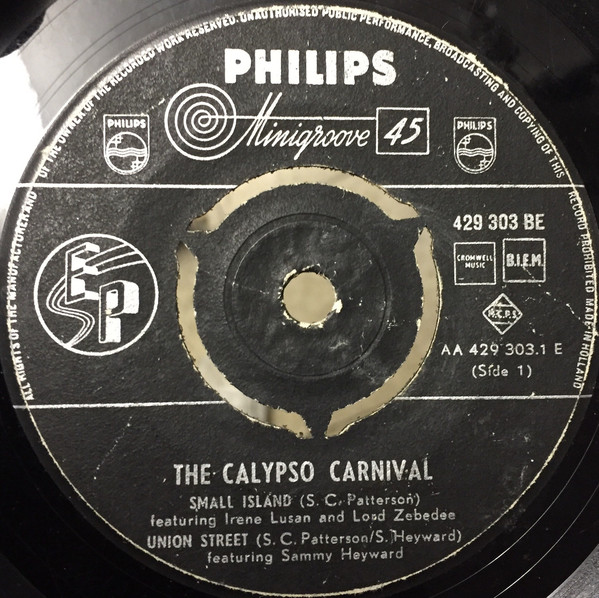 ALL RIGHTS OF THE MANUFACTURER AND OF THE OWNER OF THE RECORDED WORK RESERVED. UNAUTHORISED PUBLIC PERFORMANCE, BROADCASTING AND COPYING OF THIS RECORD PROHIBITED MADE IN HOLLAND
PHILIPS
Minigroove 45
PHILIPS
PHILIPS
429 303 BE
CROMWELL
MUSIC
B.I.E.M.
EP
M.C.P.S
AA 429 303.1 E
(Side 1)
THE CALYPSO CARNIVAL
SMALL ISLAND (S. C. Patterson)
featuring Irene Lusan and Lord Zebedee
UNION STREET (S. C. Patterson/S. Heyward)
featuring Sammy Heyward